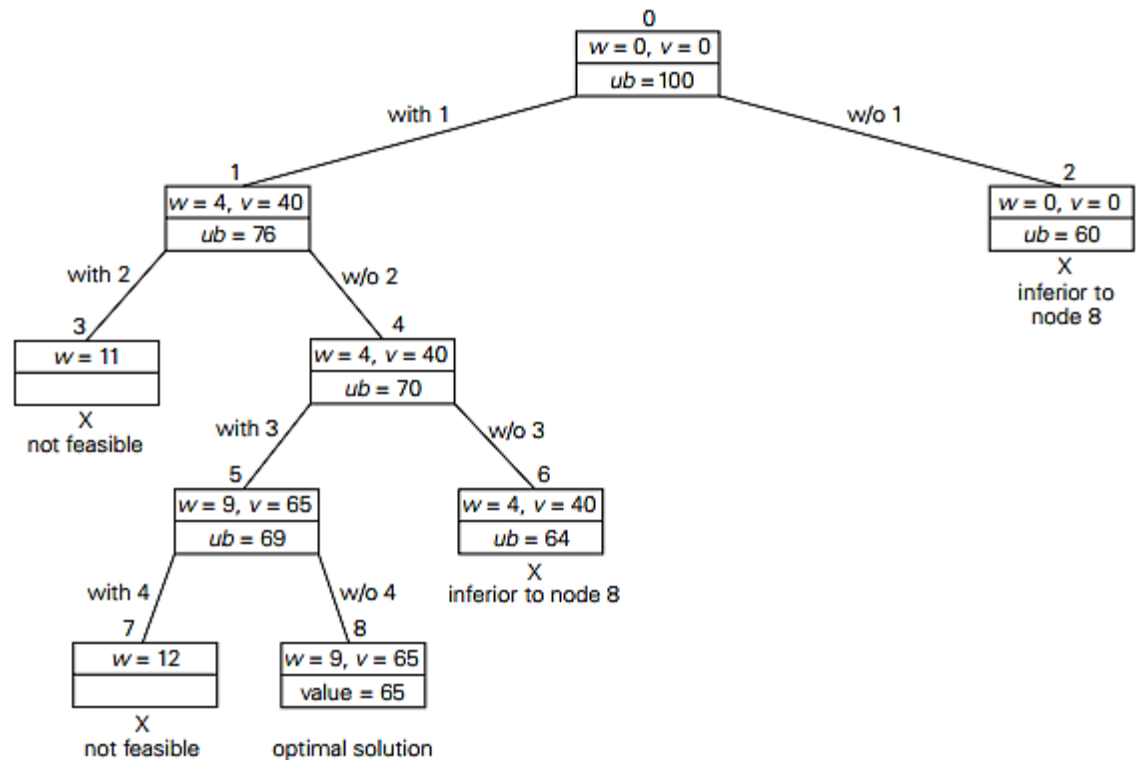 0
w = 0, v = 0
ub = 100
with 1
w/o 1
1
w = 4, v = 40
ub = 76
2
w = 0, v = 0
ub = 60
X
inferior to
node 8
with 2
w/o 2
3
w = 11
X
not feasible
4
w = 4, v = 40
ub = 70
with 3
w/o 3
5
w = 9, v = 65
ub = 69
6
w = 4, v = 40
ub = 64
X
inferior to node 8
with 4
w/o 4
7
w = 12
X
not feasible
8
w = 9, v = 65
value = 65
optimal solution